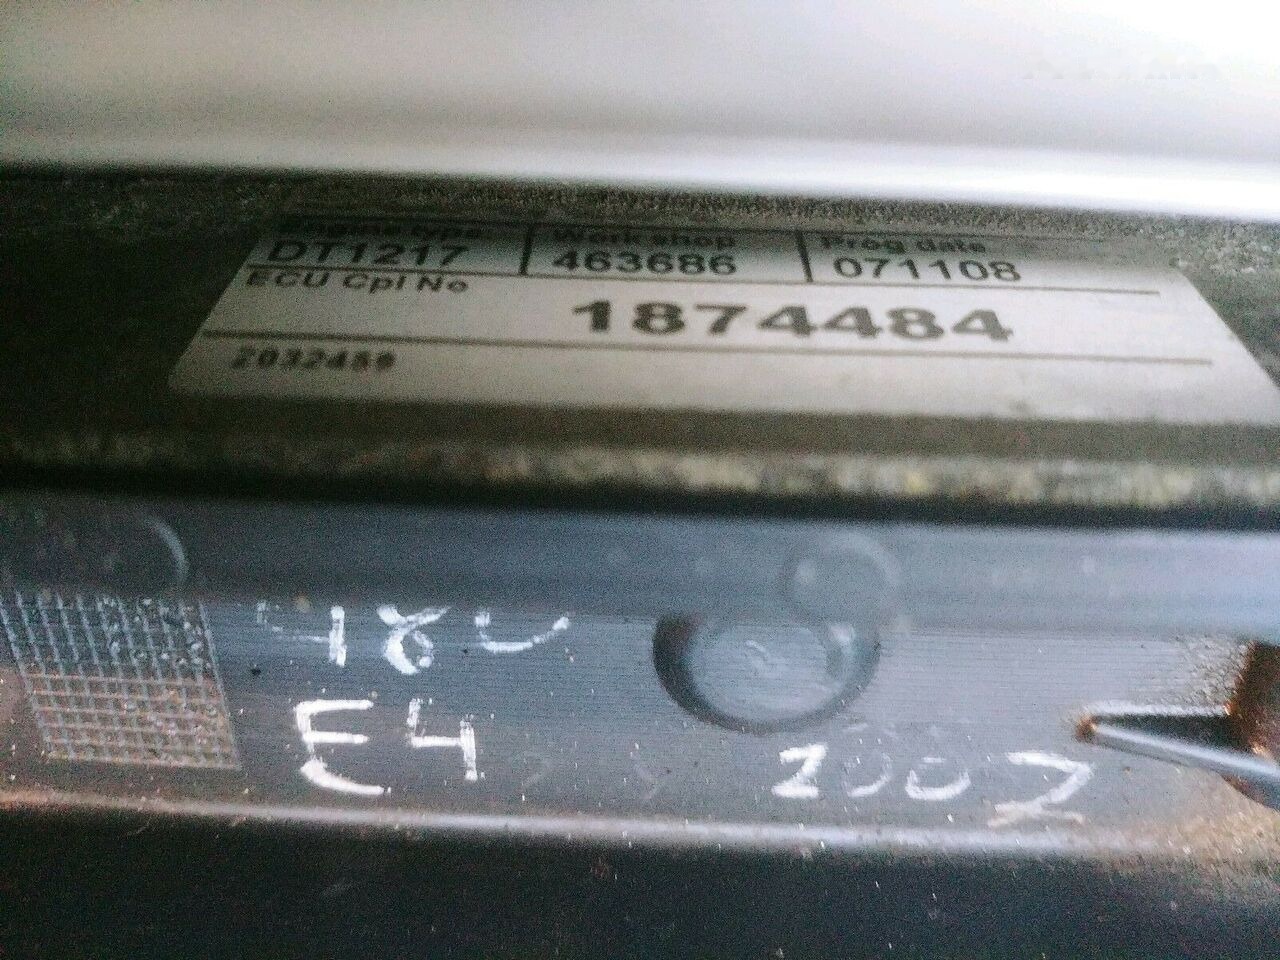 Engine type Work shop Prog date
DT1217 463686 071108
ECU Cpl No
1874484
2032459
480
E4
2007